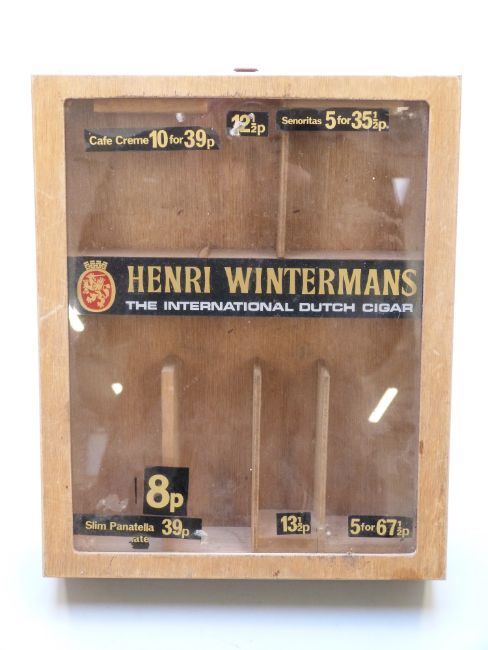 Cafe Creme 10 for 39p
12½p
Senoritas 5 for 35½p
HENRI WINTERMANS
THE INTERNATIONAL DUTCH CIGAR
8p
Slim Panatella 39p
13½p
5 for 67½p